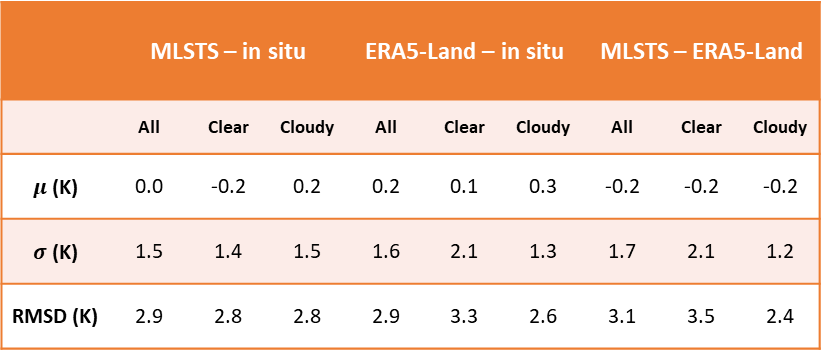 MLSTS – in situ ERA5-Land – in situ MLSTS – ERA5-Land
All Clear Cloudy All Clear Cloudy All Clear Cloudy
μ (K) 0.0 -0.2 0.2 0.2 0.1 0.3 -0.2 -0.2 -0.2
σ (K) 1.5 1.4 1.5 1.6 2.1 1.3 1.7 2.1 1.2
RMSD (K) 2.9 2.8 2.8 2.9 3.3 2.6 3.1 3.5 2.4